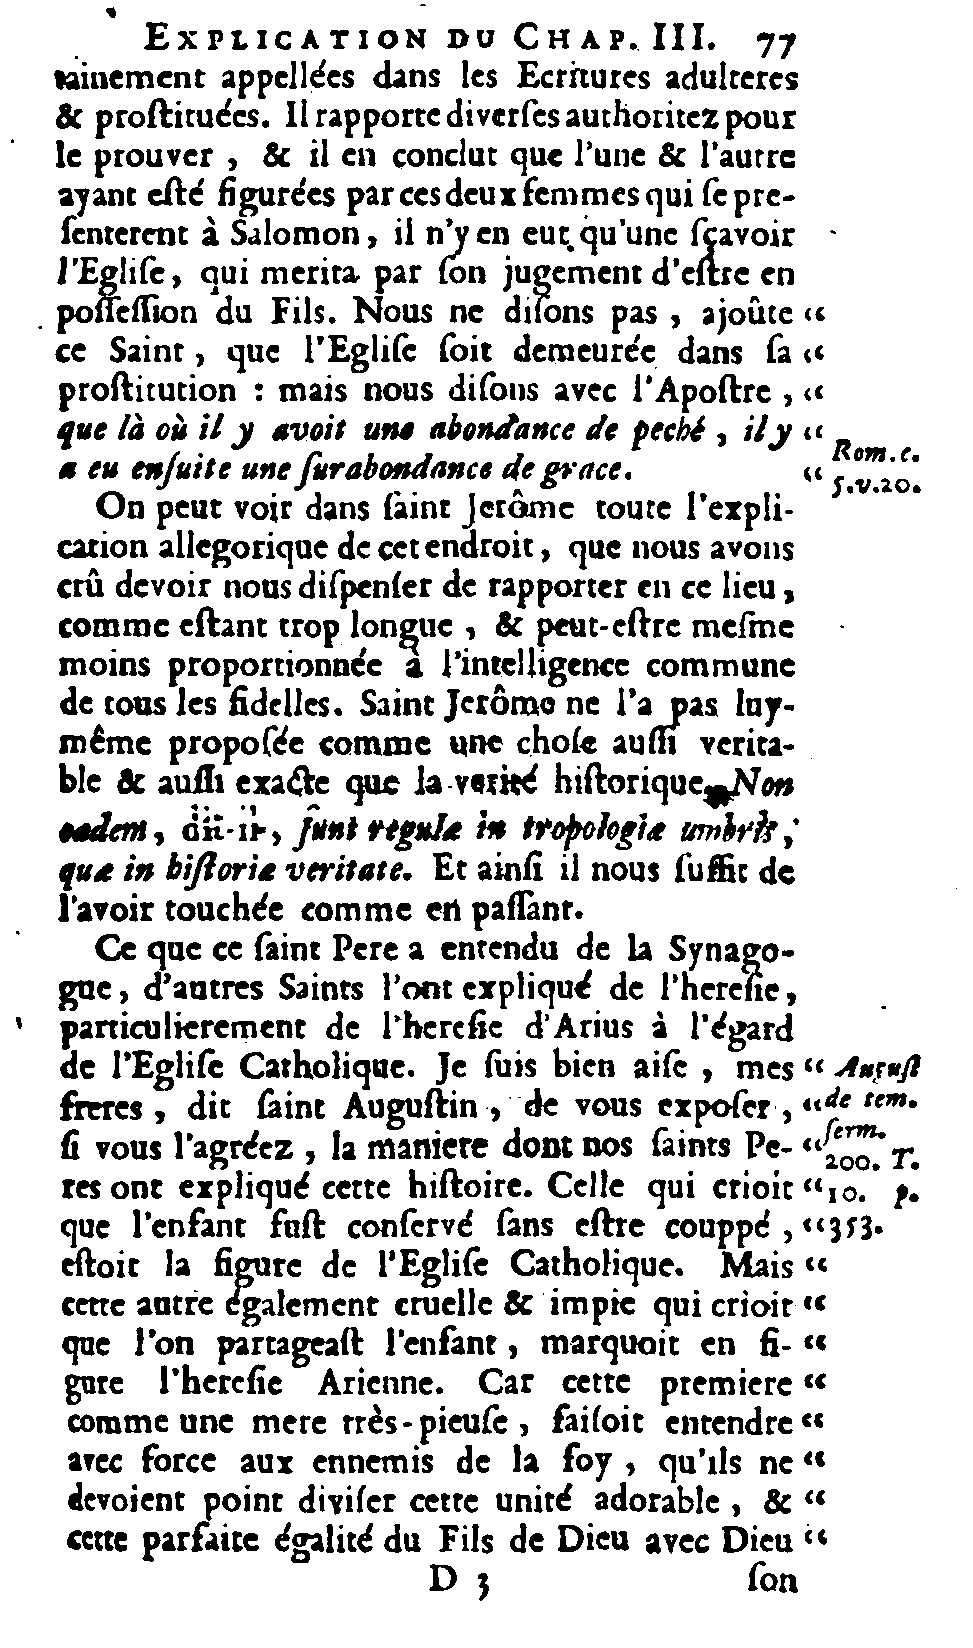 EXPLICATION DU CHAP. III. 77
tainement appellées dans les Ecritures adulteres
& proſtituées. Il rapporte diverſes authoritez pour
le prouver, & il en conclut que l'une & l'autre
ayant eſté figurées par ces deux femmes qui ſe pre-
ſenterent à Salomon, il n'y en eut qu'une ſçavoir
l'Egliſe, qui merita par ſon jugement d'eſtre en
poſſeſſion du Fils. Nous ne diſons pas, ajoûte “
ce Saint, que l'Egliſe ſoit demeurée dans ſa “
proſtitution : mais nous diſons avec l'Apoſtre, “
que là où il y avoit une abondance de peché, il y “
a eu enſuite une ſurabondance de grace. “
Rom. c.
5. v. 20.
On peut voir dans ſaint Jerôme toute l'expli-
cation allegorique de cet endroit, que nous avons
crû devoir nous diſpenſer de rapporter en ce lieu,
comme eſtant trop longue, & peut-eſtre meſme
moins proportionnée à l'intelligence commune
de tous les fidelles. Saint Jerôme ne l'a pas luy-
même propoſée comme une choſe auſſi verita-
ble & auſſi exacte que la verité hiſtorique. Non
eadem, dit-il, ſunt regulæ in tropologiæ umbris,
quæ in hiſtoriæ veritate. Et ainſi il nous ſuffit de
l'avoir touchée comme en paſſant.
Ce que ce ſaint Pere a entendu de la Synago-
gue, d'autres Saints l'ont expliqué de l'hereſie,
particulierement de l'hereſie d'Arius à l'égard
de l'Egliſe Catholique. Je ſuis bien aiſe, mes “
freres, dit ſaint Auguſtin, de vous expoſer, “
ſi vous l'agréez, la maniere dont nos ſaints Pe- “
res ont expliqué cette hiſtoire. Celle qui crioit “
que l'enfant fuſt conſervé ſans eſtre couppé, “
Auguſt
de tem.
ſerm.
200. T.
10. p.
353.
eſtoit la figure de l'Egliſe Catholique. Mais “
cette autre également cruelle & impie qui crioit “
que l'on partageaſt l'enfant, marquoit en fi- “
gure l'hereſie Arienne. Car cette premiere “
comme une mere très-pieuſe, faiſoit entendre “
avec force aux ennemis de la foy, qu'ils ne “
devoient point diviſer cette unité adorable, & “
cette parfaite égalité du Fils de Dieu avec Dieu “
D 3 ſon